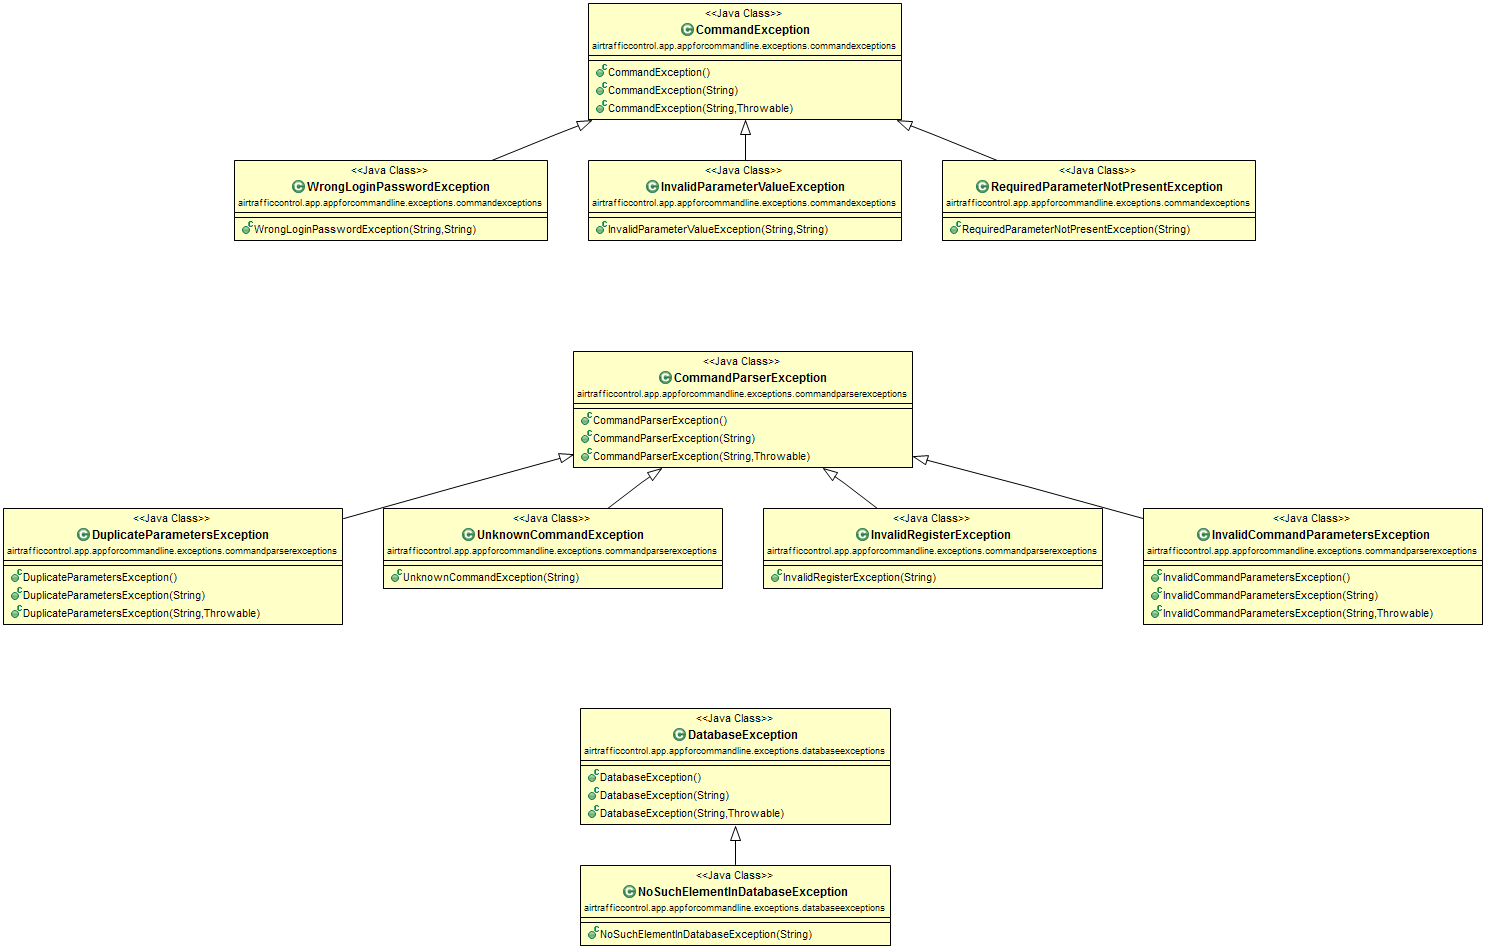 <<Java Class>>
CommandException
airtrafficcontrol.app.appforcommandline.exceptions.commandexceptions
CommandException()
CommandException(String)
CommandException(String,Throwable)
<<Java Class>>
WrongLoginPasswordException
airtrafficcontrol.app.appforcommandline.exceptions.commandexceptions
WrongLoginPasswordException(String,String)
<<Java Class>>
InvalidParameterValueException
airtrafficcontrol.app.appforcommandline.exceptions.commandexceptions
InvalidParameterValueException(String,String)
<<Java Class>>
RequiredParameterNotPresentException
airtrafficcontrol.app.appforcommandline.exceptions.commandexceptions
RequiredParameterNotPresentException(String)
<<Java Class>>
CommandParserException
airtrafficcontrol.app.appforcommandline.exceptions.commandparserexceptions
CommandParserException()
CommandParserException(String)
CommandParserException(String,Throwable)
<<Java Class>>
DuplicateParametersException
airtrafficcontrol.app.appforcommandline.exceptions.commandparserexceptions
DuplicateParametersException()
DuplicateParametersException(String)
DuplicateParametersException(String,Throwable)
<<Java Class>>
UnknownCommandException
airtrafficcontrol.app.appforcommandline.exceptions.commandparserexceptions
UnknownCommandException(String)
<<Java Class>>
InvalidRegisterException
airtrafficcontrol.app.appforcommandline.exceptions.commandparserexceptions
InvalidRegisterException(String)
<<Java Class>>
InvalidCommandParametersException
airtrafficcontrol.app.appforcommandline.exceptions.commandparserexceptions
InvalidCommandParametersException()
InvalidCommandParametersException(String)
InvalidCommandParametersException(String,Throwable)
<<Java Class>>
DatabaseException
airtrafficcontrol.app.appforcommandline.exceptions.databaseexceptions
DatabaseException()
DatabaseException(String)
DatabaseException(String,Throwable)
<<Java Class>>
NoSuchElementInDatabaseException
airtrafficcontrol.app.appforcommandline.exceptions.databaseexceptions
NoSuchElementInDatabaseException(String)